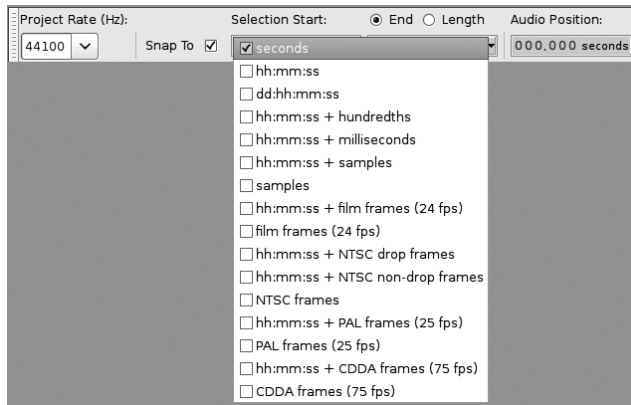 Project Rate (Hz): Selection Start: End Length Audio Position:
44100 Snap To seconds 000,000 seconds
hh:mm:ss
dd:hh:mm:ss
hh:mm:ss + hundredths
hh:mm:ss + milliseconds
hh:mm:ss + samples
samples
hh:mm:ss + film frames (24 fps)
film frames (24 fps)
hh:mm:ss + NTSC drop frames
hh:mm:ss + NTSC non-drop frames
NTSC frames
hh:mm:ss + PAL frames (25 fps)
PAL frames (25 fps)
hh:mm:ss + CDDA frames (75 fps)
CDDA frames (75 fps)